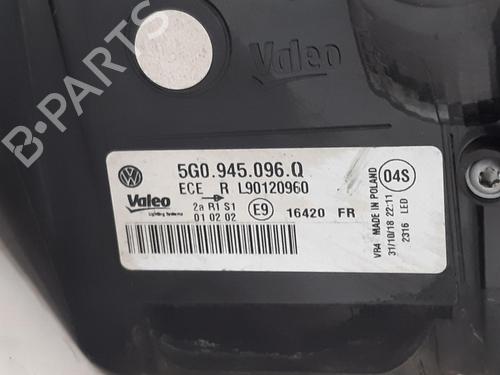 B-PARTS
Valeo
5G0.945.096.Q
ECE R L90120960
Valeo
Lighting Systems
2a R1 S1
01 02 02
E9
16420 FR
04S
VR4 MADE IN POLAND
31/10/18 22:11
2316 LED